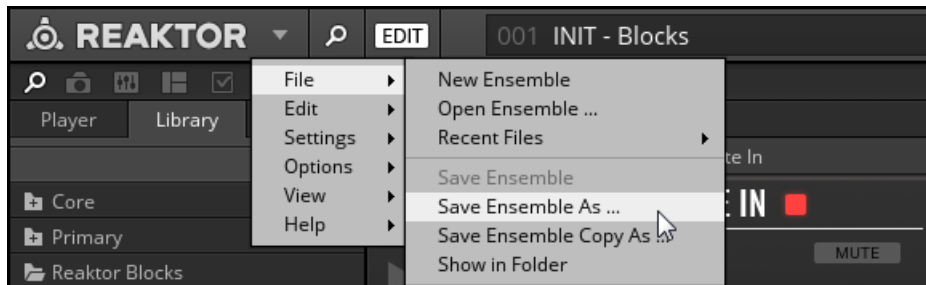 REAKTOR EDIT 001 INIT - Blocks
File
Edit
Settings
Options
View
Help
New Ensemble
Open Ensemble ...
Recent Files
Save Ensemble
Save Ensemble As ...
Save Ensemble Copy As ...
Show in Folder
Player Library
Core
Primary
Reaktor Blocks
te In
E IN
MUTE